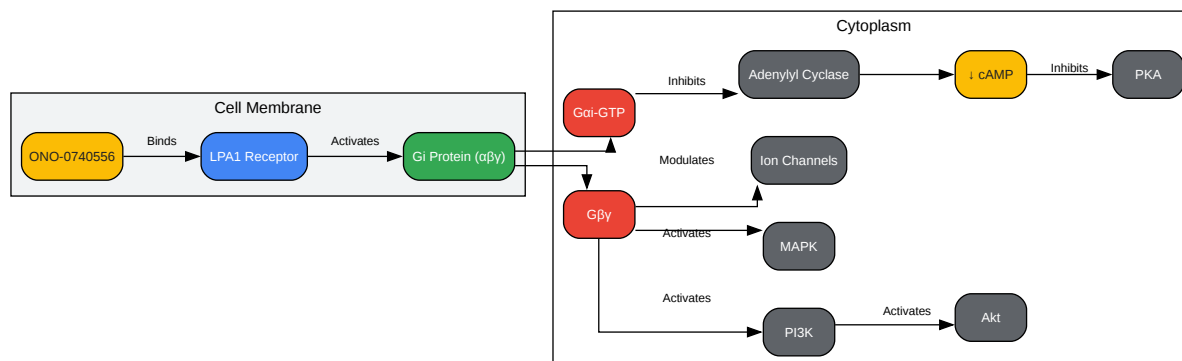 Cytoplasm
Cell Membrane
ONO-0740556
Binds
LPA1 Receptor
Activates
Gi Protein (αβγ)
Gαi-GTP
Inhibits
Adenylyl Cyclase
↓ cAMP
Inhibits
PKA
Gβγ
Modulates
Ion Channels
Activates
MAPK
Activates
PI3K
Activates
Akt